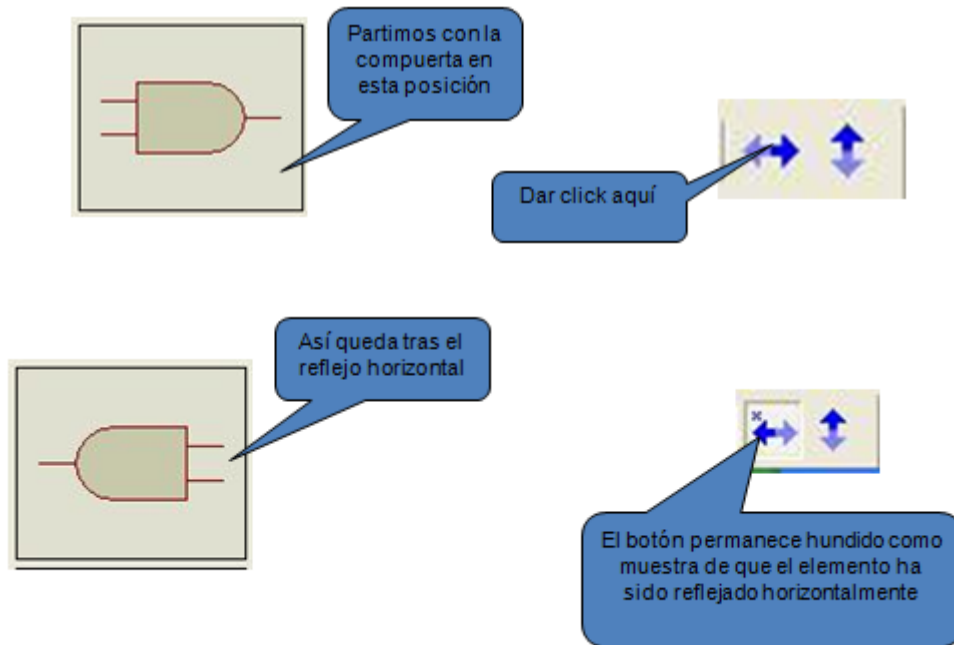 Partimos con la
compuerta en
esta posición
Dar click aquí
Así queda tras el
reflejo horizontal
El botón permanece hundido como
muestra de que el elemento ha
sido reflejado horizontalmente